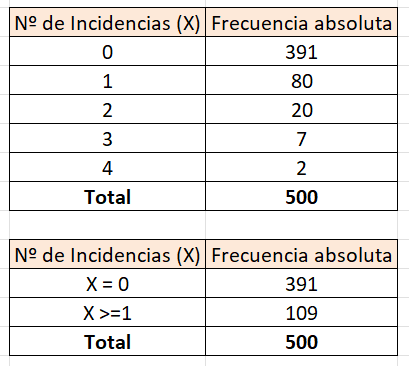 Nº de Incidencias (X) Frecuencia absoluta
0 391
1 80
2 20
3 7
4 2
Total 500
Nº de Incidencias (X) Frecuencia absoluta
X = 0 391
X >=1 109
Total 500